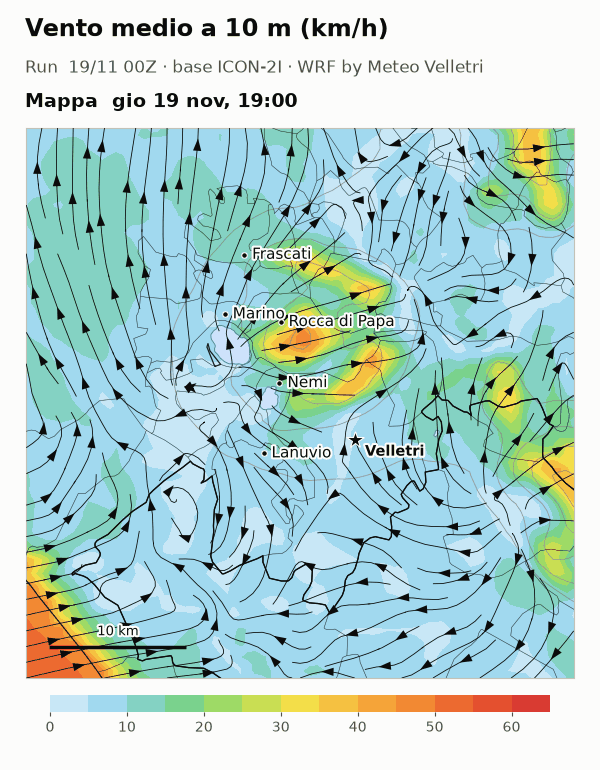 Vento medio a 10 m (km/h)
Run  19/11 00Z · base ICON-2I · WRF by Meteo Velletri
Mappa  gio 19 nov, 19:00
Frascati
Marino
Rocca di Papa
Nemi
Lanuvio
Velletri
10 km
0 10 20 30 40 50 60